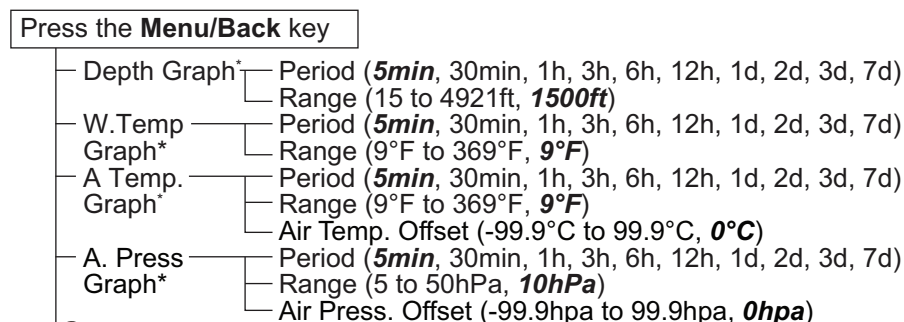 Press the Menu/Back key
Depth Graph* Period (5min, 30min, 1h, 3h, 6h, 12h, 1d, 2d, 3d, 7d)
Range (15 to 4921ft, 1500ft)
W.Temp Period (5min, 30min, 1h, 3h, 6h, 12h, 1d, 2d, 3d, 7d)
Graph* Range (9°F to 369°F, 9°F)
A Temp. Period (5min, 30min, 1h, 3h, 6h, 12h, 1d, 2d, 3d, 7d)
Graph* Range (9°F to 369°F, 9°F)
Air Temp. Offset (-99.9°C to 99.9°C, 0°C)
A. Press Period (5min, 30min, 1h, 3h, 6h, 12h, 1d, 2d, 3d, 7d)
Graph* Range (5 to 50hPa, 10hPa)
Air Press. Offset (-99.9hpa to 99.9hpa, 0hpa)